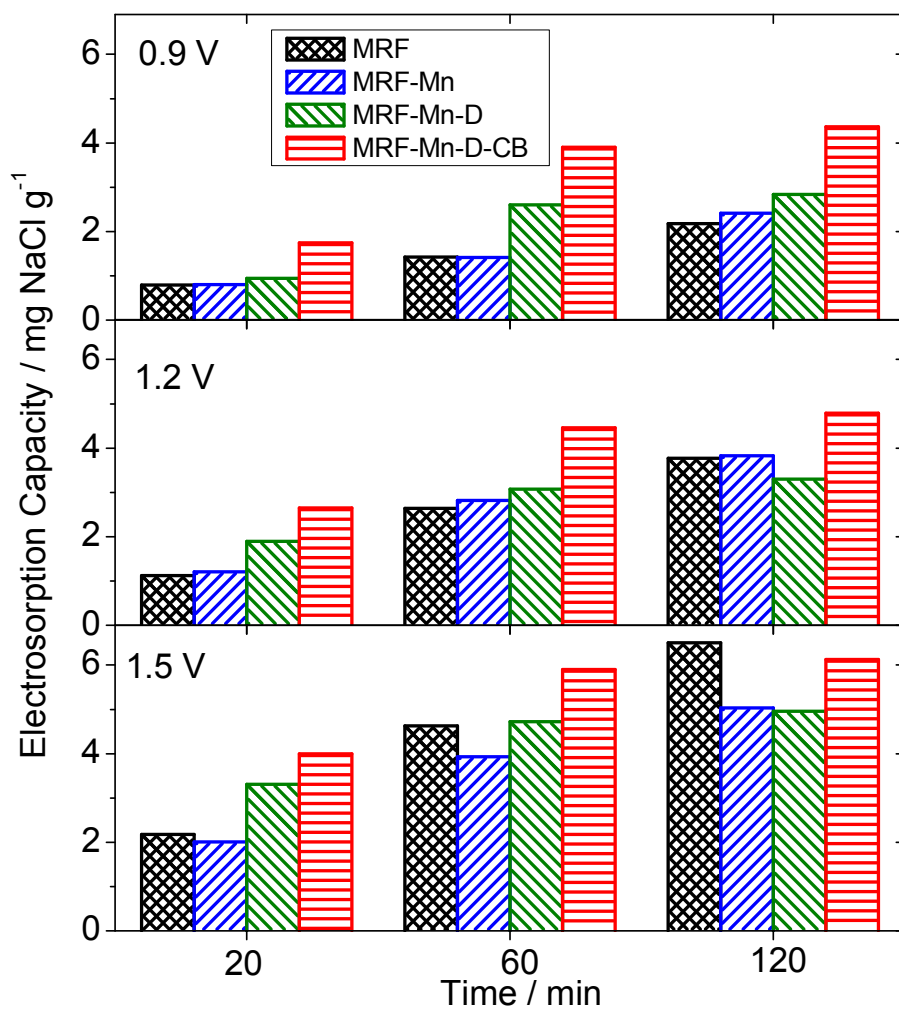 Electrosorption Capacity / mg NaCl g⁻¹
0.9 V
MRF
MRF-Mn
MRF-Mn-D
MRF-Mn-D-CB
6
4
2
0
1.2 V
6
4
2
0
1.5 V
6
4
2
0
20 60 120
Time / min